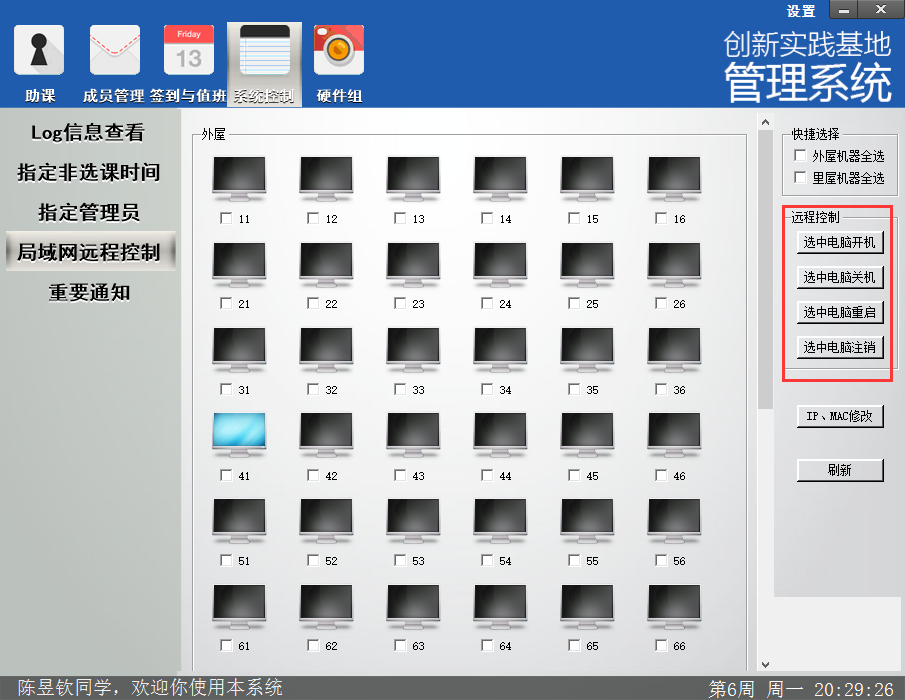 设置
创新实践基地
管理系统
Friday
13
助课
成员管理
签到与值班
系统控制
硬件组
Log信息查看
指定非选课时间
指定管理员
局域网远程控制
重要通知
外屋
11 12 13 14 15 16
21 22 23 24 25 26
31 32 33 34 35 36
41 42 43 44 45 46
51 52 53 54 55 56
61 62 63 64 65 66
快捷选择
外屋机器全选
里屋机器全选
远程控制
选中电脑开机
选中电脑关机
选中电脑重启
选中电脑注销
IP、MAC修改
刷新
陈昱钦同学，欢迎你使用本系统
第6周 周一 20:29:26